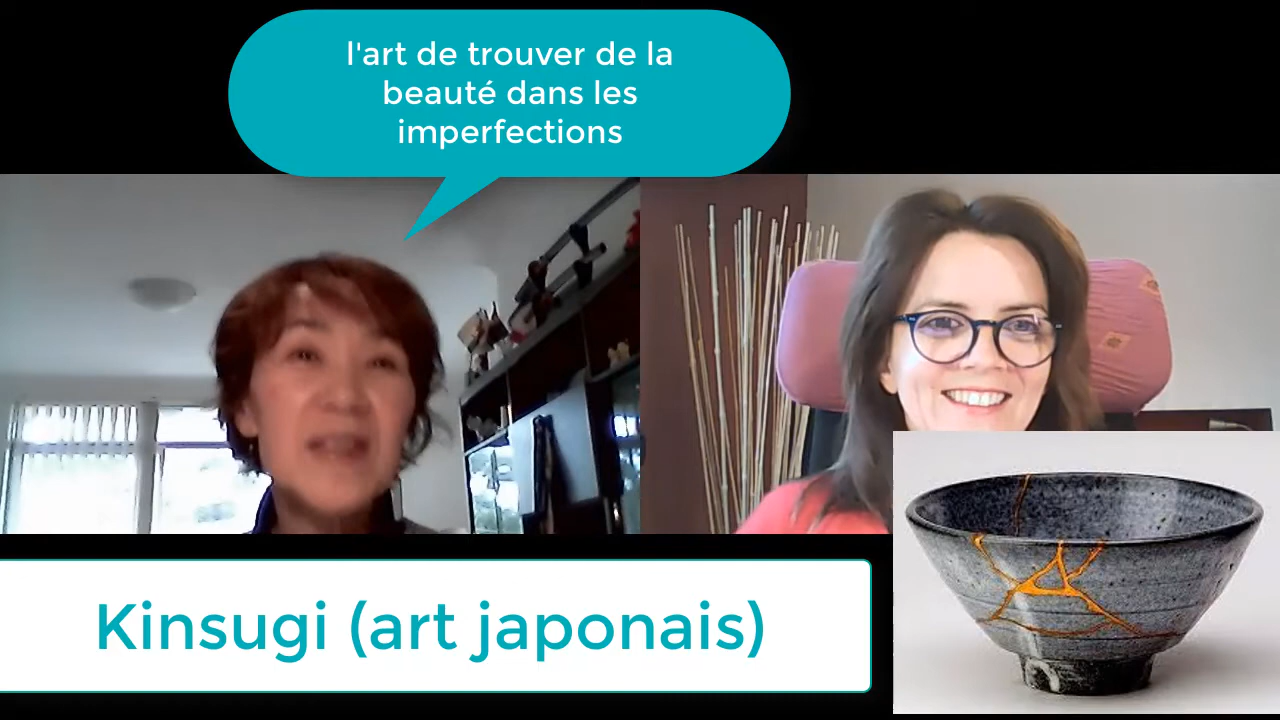 l'art de trouver de la
beauté dans les
imperfections
Kinsugi (art japonais)